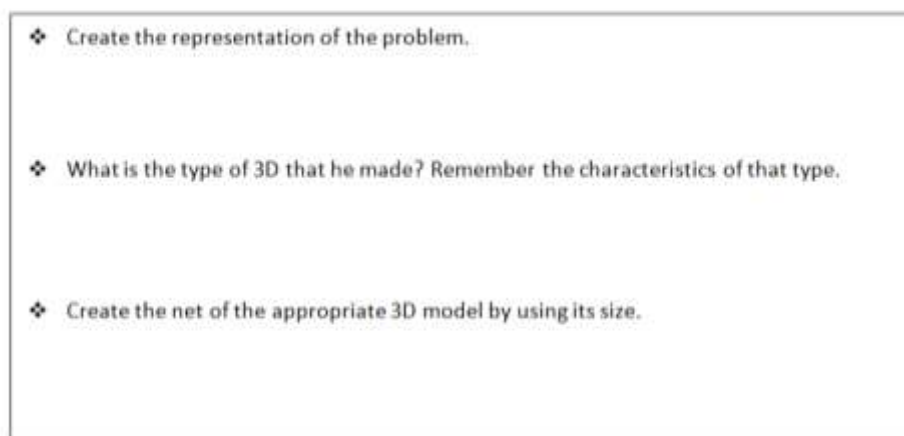 ❖ Create the representation of the problem.
❖ What is the type of 3D that he made? Remember the characteristics of that type.
❖ Create the net of the appropriate 3D model by using its size.